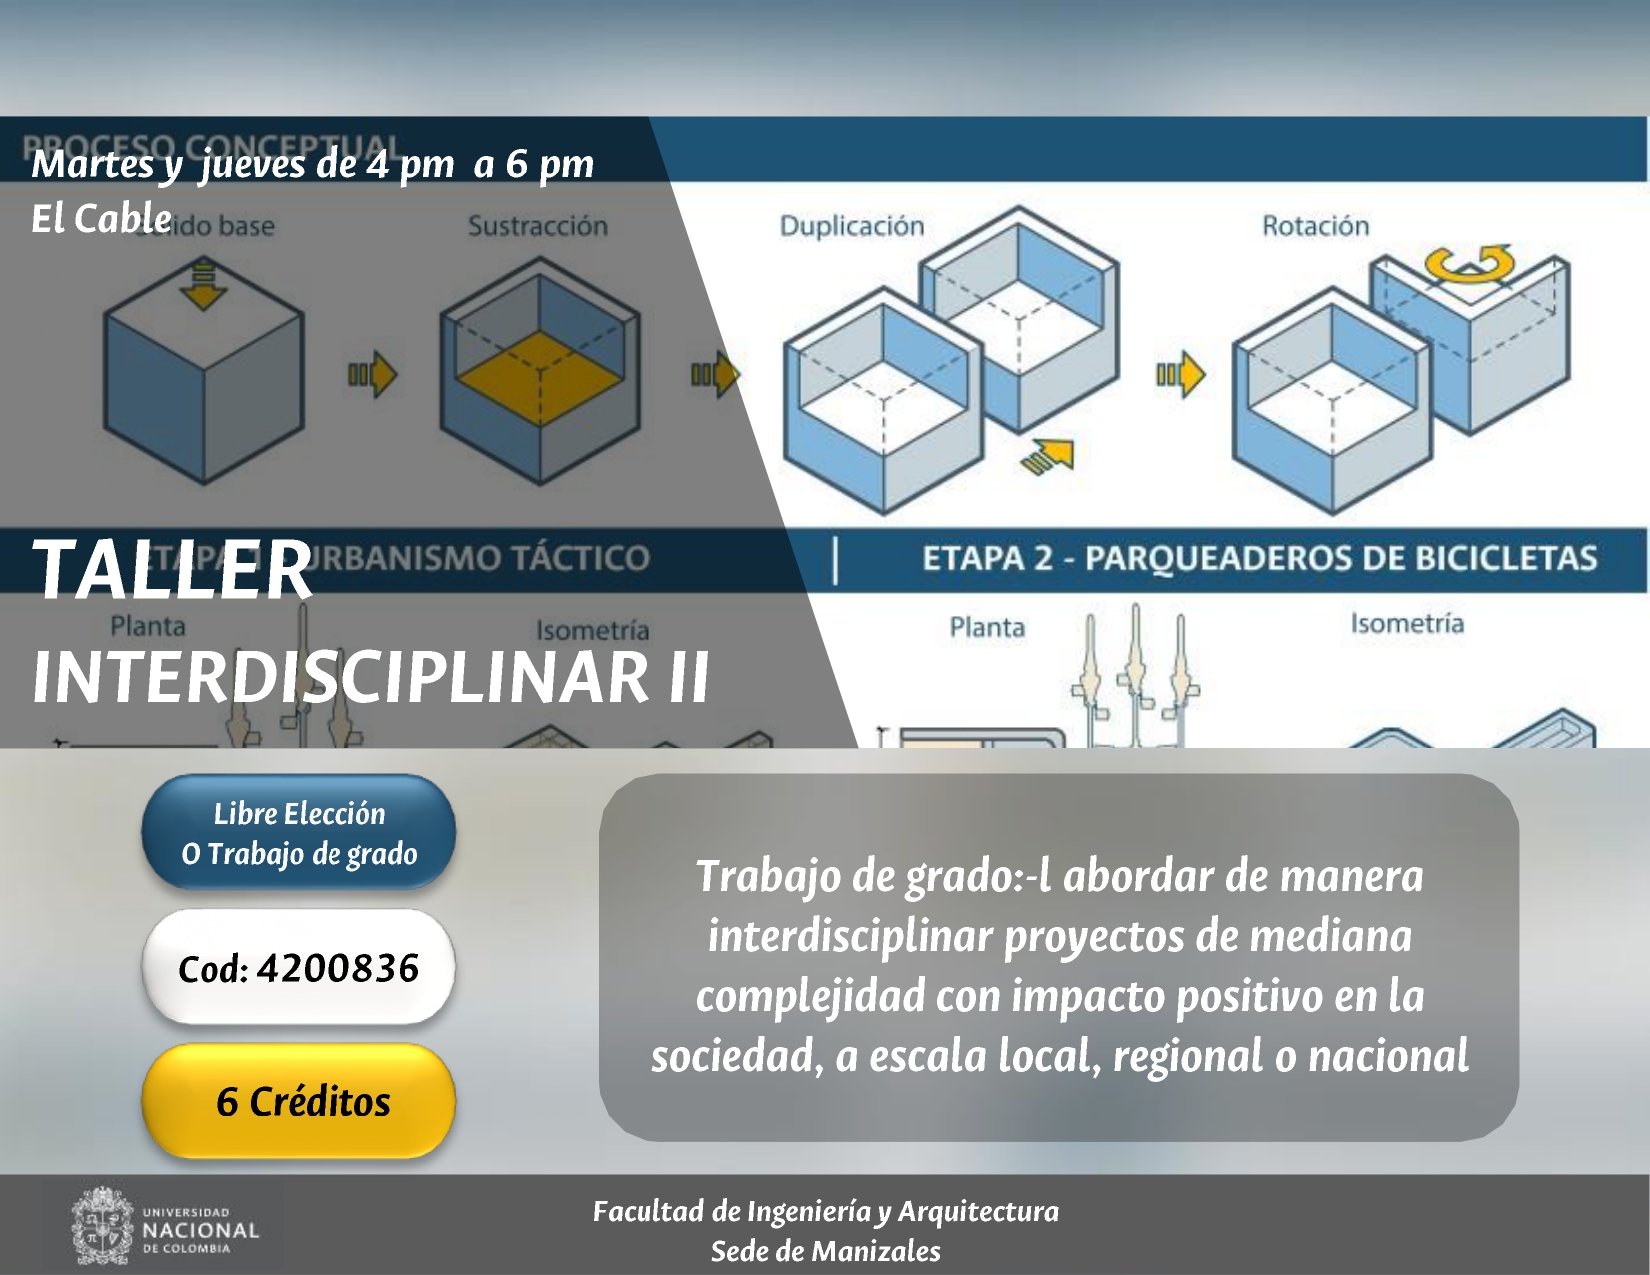 PROCESO CONCEPTUAL
Martes y jueves de 4 pm a 6 pm
El Cable
Sólido base
Sustracción
Duplicación
Rotación
ETAPA 1 - URBANISMO TÁCTICO
|
ETAPA 2 - PARQUEADEROS DE BICICLETAS
TALLER
Planta
Isometría
Planta
Isometría
INTERDISCIPLINAR II
Libre Elección
O Trabajo de grado
Cod: 4200836
6 Créditos
Trabajo de grado:-l abordar de manera
interdisciplinar proyectos de mediana
complejidad con impacto positivo en la
sociedad, a escala local, regional o nacional
UNIVERSIDAD
NACIONAL
DE COLOMBIA
Facultad de Ingeniería y Arquitectura
Sede de Manizales